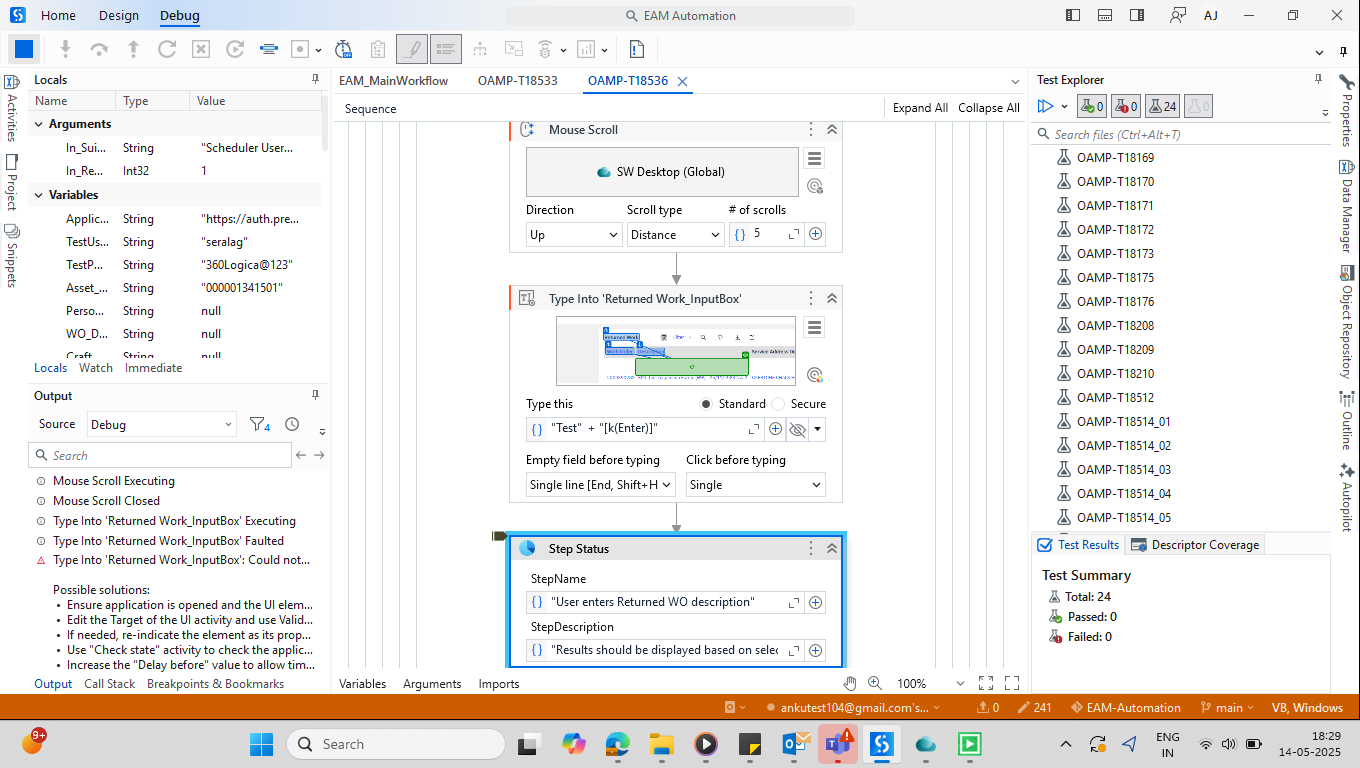 Home Design Debug EAM Automation AJ
Locals
Name Type Value
Arguments
In_Sui... String "Scheduler User...
In_Re... Int32 1
Variables
Applic... String "https://auth.pre...
TestUs... String "seralag"
TestP... String "360Logica@123"
Asset_... String "000001341501"
Perso... String null
WO_D... String null
Craft String null
Locals Watch Immediate
Output
Source Debug 4
Search
Mouse Scroll Executing
Mouse Scroll Closed
Type Into 'Returned Work_InputBox' Executing
Type Into 'Returned Work_InputBox' Faulted
Type Into 'Returned Work_InputBox': Could not...
Possible solutions:
• Ensure application is opened and the UI elem...
• Edit the Target of the UI activity and use Valid...
• If needed, re-indicate the element as its prop...
• Use "Check state" activity to check the applic...
• Increase the "Delay before" value to allow tim...
Output Call Stack Breakpoints & Bookmarks
Activities
Project
Snippets
EAM_MainWorkflow OAMP-T18533 OAMP-T18536
Sequence Expand All Collapse All
Mouse Scroll
SW Desktop (Global)
Direction Scroll type # of scrolls
Up Distance {} 5
Type Into 'Returned Work_InputBox'
Returned Work Filter
Work Order Description Service Address De
Type this Standard Secure
{} "Test" + "[k(Enter)]"
Empty field before typing Click before typing
Single line [End, Shift+H Single
Step Status
StepName
{} "User enters Returned WO description"
StepDescription
{} "Results should be displayed based on selec
Variables Arguments Imports 100%
Test Explorer
0 0 24 0
Search files (Ctrl+Alt+T)
OAMP-T18169
OAMP-T18170
OAMP-T18171
OAMP-T18172
OAMP-T18173
OAMP-T18175
OAMP-T18176
OAMP-T18208
OAMP-T18209
OAMP-T18210
OAMP-T18512
OAMP-T18514_01
OAMP-T18514_02
OAMP-T18514_03
OAMP-T18514_04
OAMP-T18514_05
Test Results Descriptor Coverage
Test Summary
Total: 24
Passed: 0
Failed: 0
Properties
Data Manager
Object Repository
Outline
Autopilot
ankutest104@gmail.com's... 0 241 EAM-Automation main VB, Windows
9+ Search ENG
IN
18:29
14-05-2025